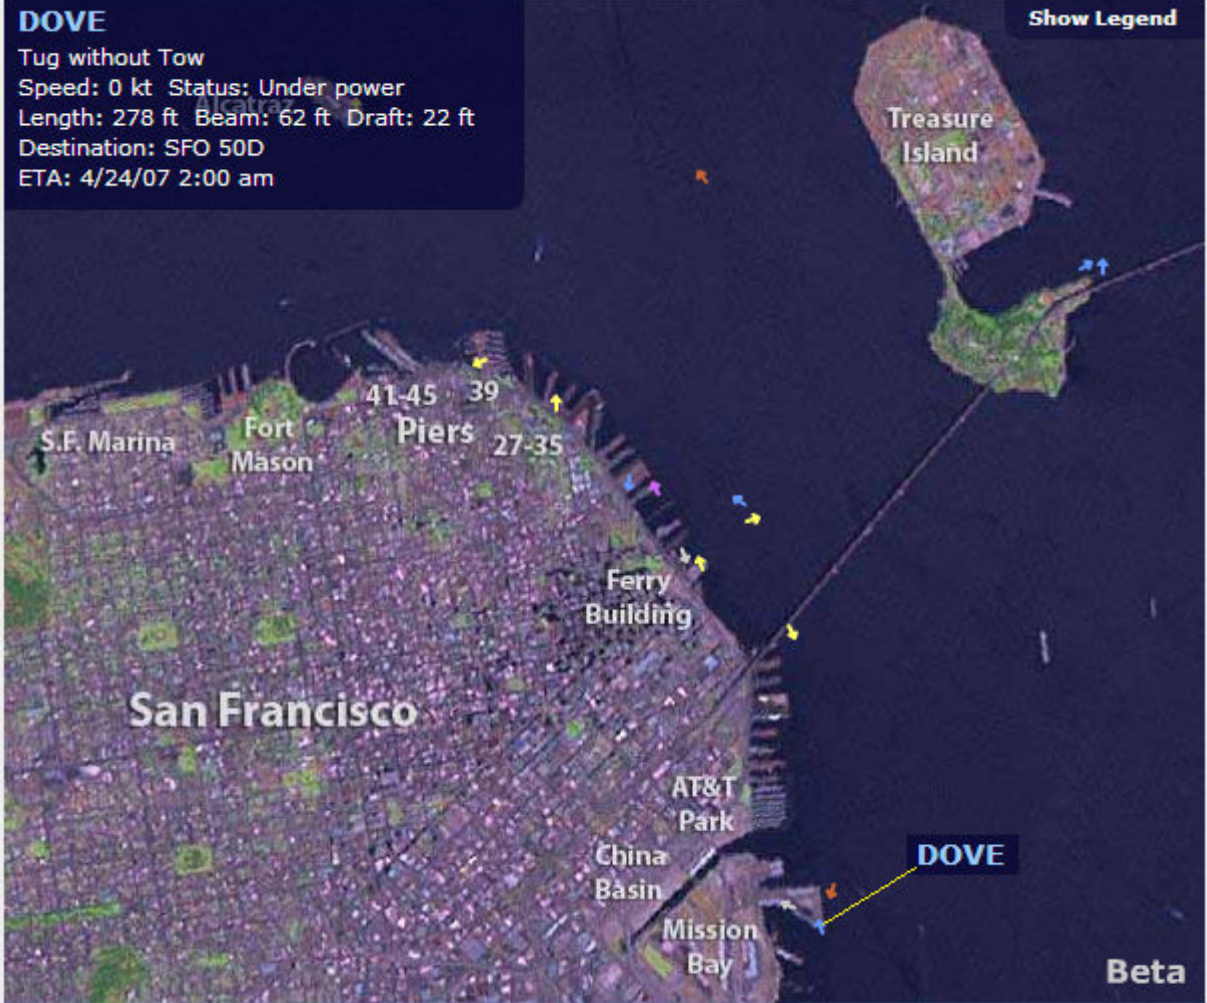 DOVE
Tug without Tow
Speed: 0 kt Status: Under power
Alcatraz
Length: 278 ft Beam: 62 ft Draft: 22 ft
Destination: SFO 50D
ETA: 4/24/07 2:00 am
Show Legend
Treasure
Island
41-45
39
Piers
27-35
S.F. Marina
Fort
Mason
Ferry
Building
San Francisco
AT&T
Park
China
Basin
DOVE
Mission
Bay
Beta